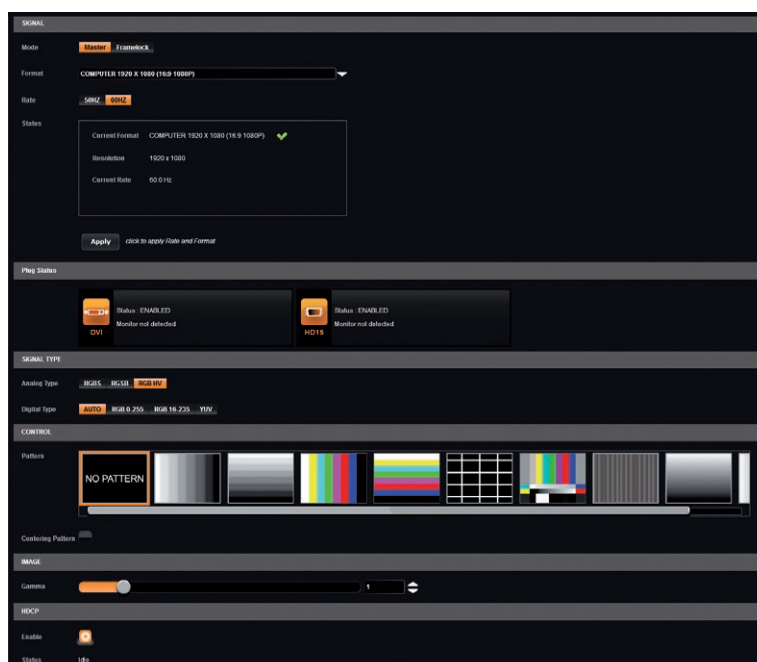 SIGNAL
Mode Master Framelock
Format COMPUTER 1920 X 1080 (16:9 1080P)
Rate 50HZ 60HZ
Status
Current Format COMPUTER 1920 X 1080 (16:9 1080P)
Resolution 1920 x 1080
Current Rate 60.0 Hz
Apply click to apply Rate and Format
Plug Status
DVI Status : ENABLED
Monitor not detected
HD15 Status : ENABLED
Monitor not detected
SIGNAL TYPE
Analog Type RGBS RGSB RGB HV
Digital Type AUTO RGB 0-255 RGB 16-235 YUV
CONTROL
Pattern NO PATTERN
Centering Pattern
IMAGE
Gamma 1
HDCP
Enable
Status Idle